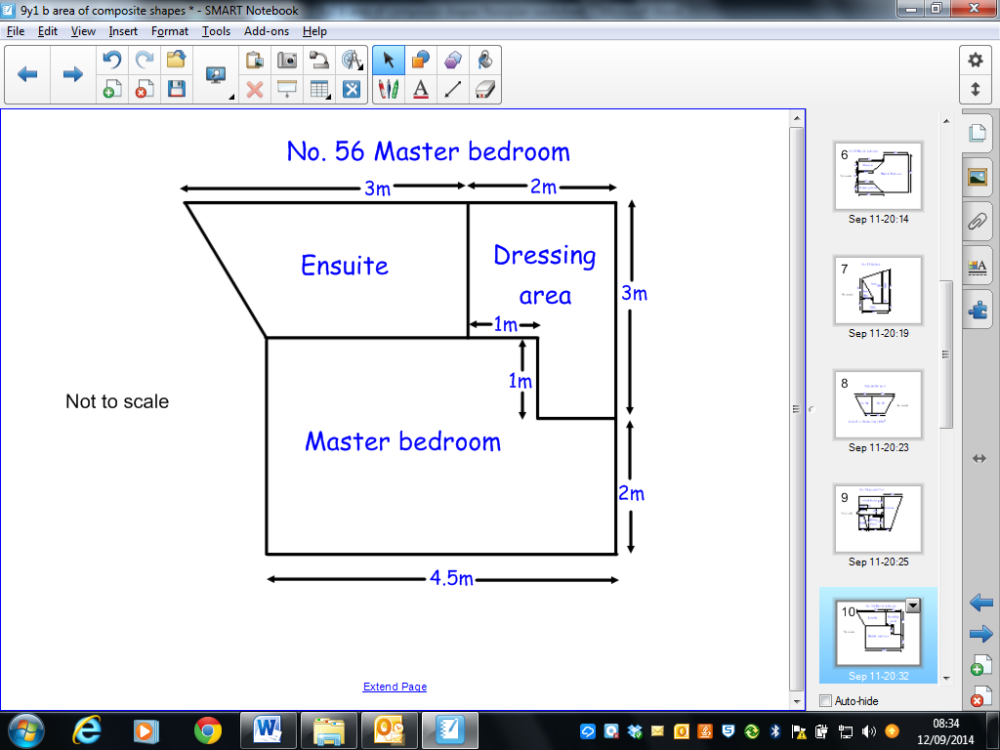 9y1 b area of composite shapes * - SMART Notebook
File Edit View Insert Format Tools Add-ons Help
No. 56 Master bedroom
3m
2m
Ensuite
Dressing
area
3m
1m
1m
Not to scale
Master bedroom
2m
4.5m
Extend Page
6
Sep 11-20:14
7
Sep 11-20:19
8
Sep 11-20:23
9
Sep 11-20:25
10
Sep 11-20:32
Auto-hide
08:34
12/09/2014